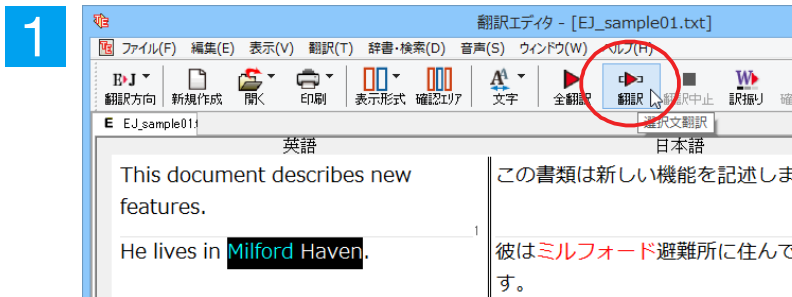 1
翻訳エディタ - [EJ_sample01.txt]
ファイル(F) 編集(E) 表示(V) 翻訳(T) 辞書・検索(D) 音声(S) ウィンドウ(W) ヘルプ(H)
E▸J
翻訳方向 新規作成 開く 印刷 表示形式 確認エリア 文字 全翻訳 翻訳 翻訳中止 訳振り 確
E EJ_sample01.t
選択文翻訳
英語 日本語
This document describes new
features.
この書類は新しい機能を記述しま
1
He lives in Milford Haven.
彼はミルフォード避難所に住んで
す。